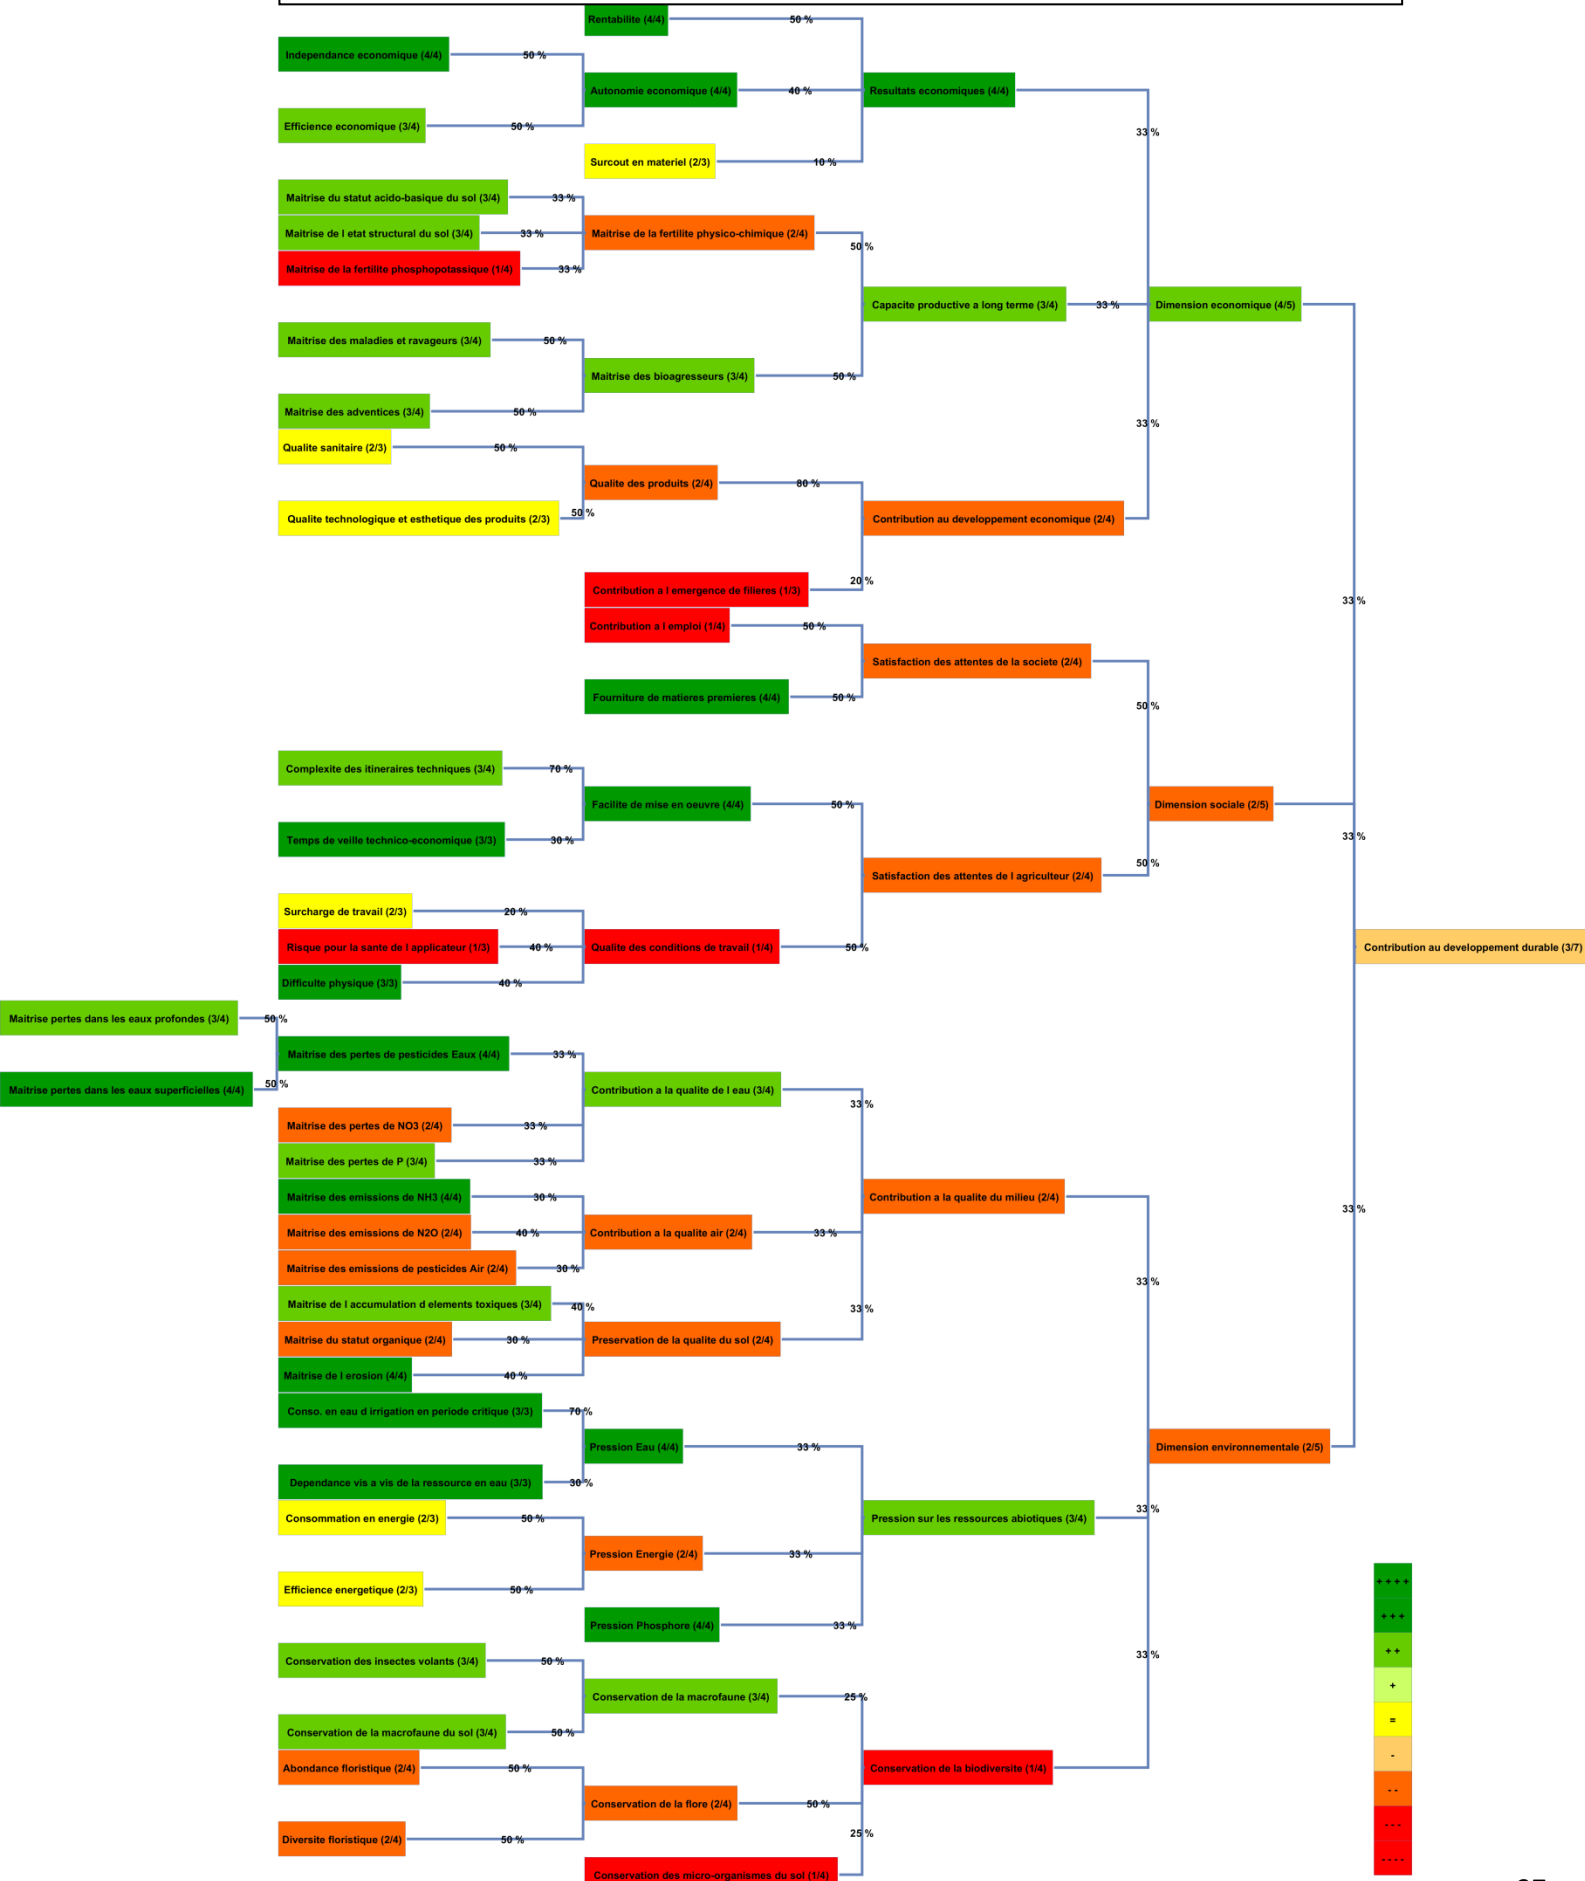 Rentabilite (4/4)
50 %
Independance economique (4/4)
50 %
Autonomie economique (4/4)
40 %
Resultats economiques (4/4)
Efficience economique (3/4)
50 %
33 %
Surcout en materiel (2/3)
10 %
Maitrise du statut acido-basique du sol (3/4)
33 %
Maitrise de l etat structural du sol (3/4)
33 %
Maitrise de la fertilite physico-chimique (2/4)
50 %
Maitrise de la fertilite phosphopotassique (1/4)
33 %
Capacite productive a long terme (3/4)
33 %
Dimension economique (4/5)
Maitrise des maladies et ravageurs (3/4)
50 %
Maitrise des bioagresseurs (3/4)
50 %
Maitrise des adventices (3/4)
50 %
33 %
Qualite sanitaire (2/3)
50 %
Qualite des produits (2/4)
80 %
Qualite technologique et esthetique des produits (2/3)
50 %
Contribution au developpement economique (2/4)
Contribution a l emergence de filieres (1/3)
20 %
33 %
Contribution a l emploi (1/4)
50 %
Satisfaction des attentes de la societe (2/4)
Fourniture de matieres premieres (4/4)
50 %
50 %
Complexite des itineraires techniques (3/4)
70 %
Facilite de mise en oeuvre (4/4)
50 %
Dimension sociale (2/5)
Temps de veille technico-economique (3/3)
30 %
33 %
50 %
Satisfaction des attentes de l agriculteur (2/4)
Surcharge de travail (2/3)
20 %
Risque pour la sante de l applicateur (1/3)
40 %
Qualite des conditions de travail (1/4)
50 %
Contribution au developpement durable (3/7)
Difficulte physique (3/3)
40 %
Maitrise pertes dans les eaux profondes (3/4)
50 %
Maitrise des pertes de pesticides Eaux (4/4)
33 %
Maitrise pertes dans les eaux superficielles (4/4)
50 %
Contribution a la qualite de l eau (3/4)
33 %
Maitrise des pertes de NO3 (2/4)
33 %
Maitrise des pertes de P (3/4)
33 %
Maitrise des emissions de NH3 (4/4)
30 %
Contribution a la qualite du milieu (2/4)
33 %
Maitrise des emissions de N2O (2/4)
40 %
Contribution a la qualite air (2/4)
33 %
Maitrise des emissions de pesticides Air (2/4)
30 %
33 %
Maitrise de l accumulation d elements toxiques (3/4)
40 %
33 %
Maitrise du statut organique (2/4)
30 %
Preservation de la qualite du sol (2/4)
Maitrise de l erosion (4/4)
40 %
Conso. en eau d irrigation en periode critique (3/3)
70 %
Pression Eau (4/4)
33 %
Dimension environnementale (2/5)
Dependance vis a vis de la ressource en eau (3/3)
30 %
33 %
Consommation en energie (2/3)
50 %
Pression sur les ressources abiotiques (3/4)
Pression Energie (2/4)
33 %
Efficience energetique (2/3)
50 %
Pression Phosphore (4/4)
33 %
33 %
Conservation des insectes volants (3/4)
50 %
Conservation de la macrofaune (3/4)
25 %
Conservation de la macrofaune du sol (3/4)
50 %
Abondance floristique (2/4)
50 %
Conservation de la biodiversite (1/4)
Conservation de la flore (2/4)
50 %
Diversite floristique (2/4)
50 %
25 %
Conservation des micro-organismes du sol (1/4)
+ + + +
+ + +
+ +
+
=
-
- -
- - -
- - - -